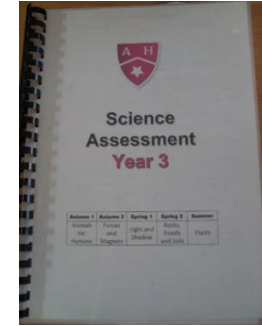 A H
Science
Assessment
Year 3
Autumn 1 Autumn 2 Spring 1 Spring 2 Summer
Animals inc Humans
Forces and Magnets
Light and Shadow
Rocks, Fossils and Soils
Plants